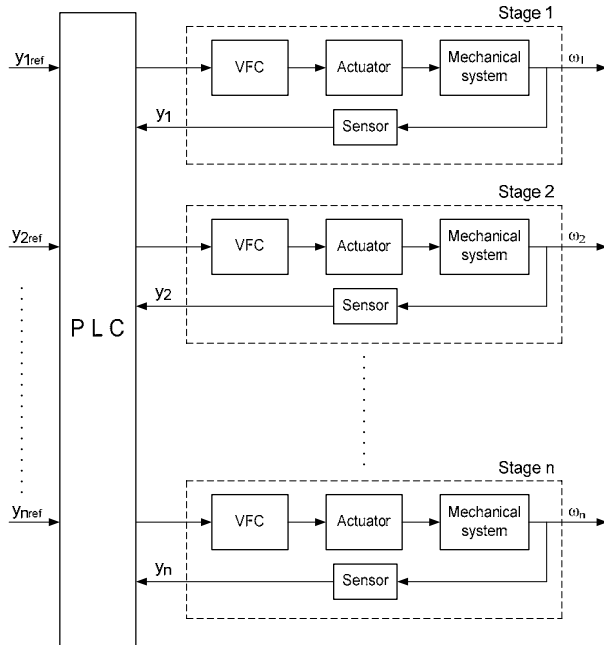 Stage 1
y1ref
VFC
Actuator
Mechanical
system
ω1
y1
Sensor
Stage 2
y2ref
VFC
Actuator
Mechanical
system
ω2
y2
Sensor
P L C
Stage n
ynref
VFC
Actuator
Mechanical
system
ωn
yn
Sensor